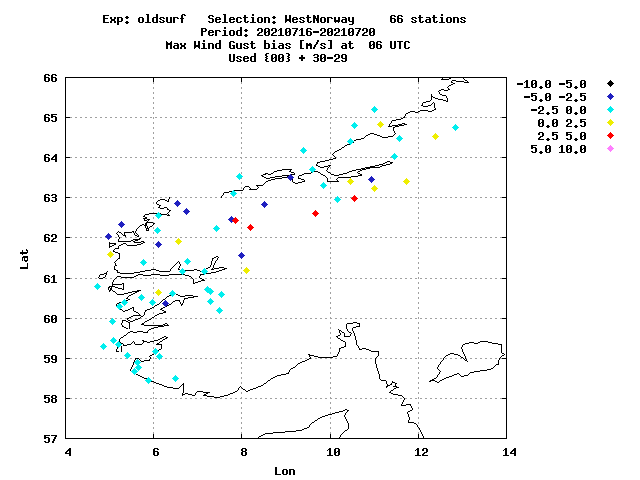 Exp: oldsurf Selection: WestNorway 66 stations
Period: 20210716-20210720
Max Wind Gust bias [m/s] at 06 UTC
Used {00} + 30-29
66
65
64
63
62
61
60
59
58
57
4 6 8 10 12 14
Lat
Lon
-10.0 -5.0
-5.0 -2.5
-2.5 0.0
0.0 2.5
2.5 5.0
5.0 10.0